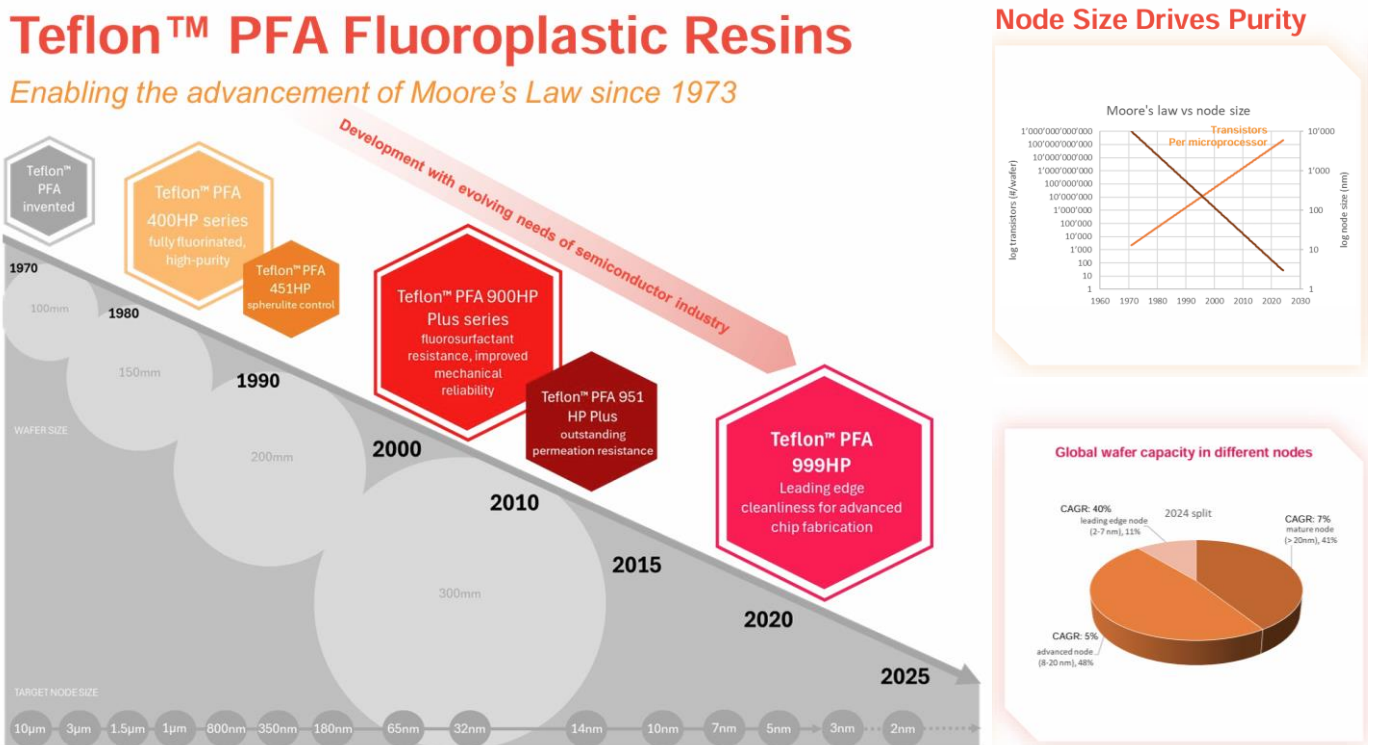 Teflon™ PFA Fluoroplastic Resins
Enabling the advancement of Moore's Law since 1973
Development with evolving needs of semiconductor industry
Teflon™
PFA
invented
Teflon™ PFA
400HP series
fully fluorinated,
high-purity
Teflon™ PFA
451HP
spherulite control
Teflon™ PFA 900HP
Plus series
fluorosurfactant
resistance, improved
mechanical
reliability
Teflon™ PFA 951
HP Plus
outstanding
permeation resistance
Teflon™ PFA
999HP
Leading edge
cleanliness for advanced
chip fabrication
1970
1980
1990
2000
2010
2015
2020
2025
100mm
150mm
200mm
300mm
WAFER SIZE
TARGET NODE SIZE
10µm
3µm
1.5µm
1µm
800nm
350nm
180nm
65nm
32nm
14nm
10nm
7nm
5nm
3nm
2nm
Node Size Drives Purity
Moore's law vs node size
Transistors
Per microprocessor
log transistors (#/wafer)
1'000'000'000'000
100'000'000'000
10'000'000'000
1'000'000'000
100'000'000
10'000'000
1'000'000
100'000
10'000
1'000
100
10
1
10'000
1'000
100
10
1
log node size (nm)
1960 1970 1980 1990 2000 2010 2020 2030
Global wafer capacity in different nodes
2024 split
CAGR: 40%
leading edge node
(2-7 nm), 11%
CAGR: 7%
mature node
(> 20nm), 41%
CAGR: 5%
advanced node
(8-20 nm), 48%